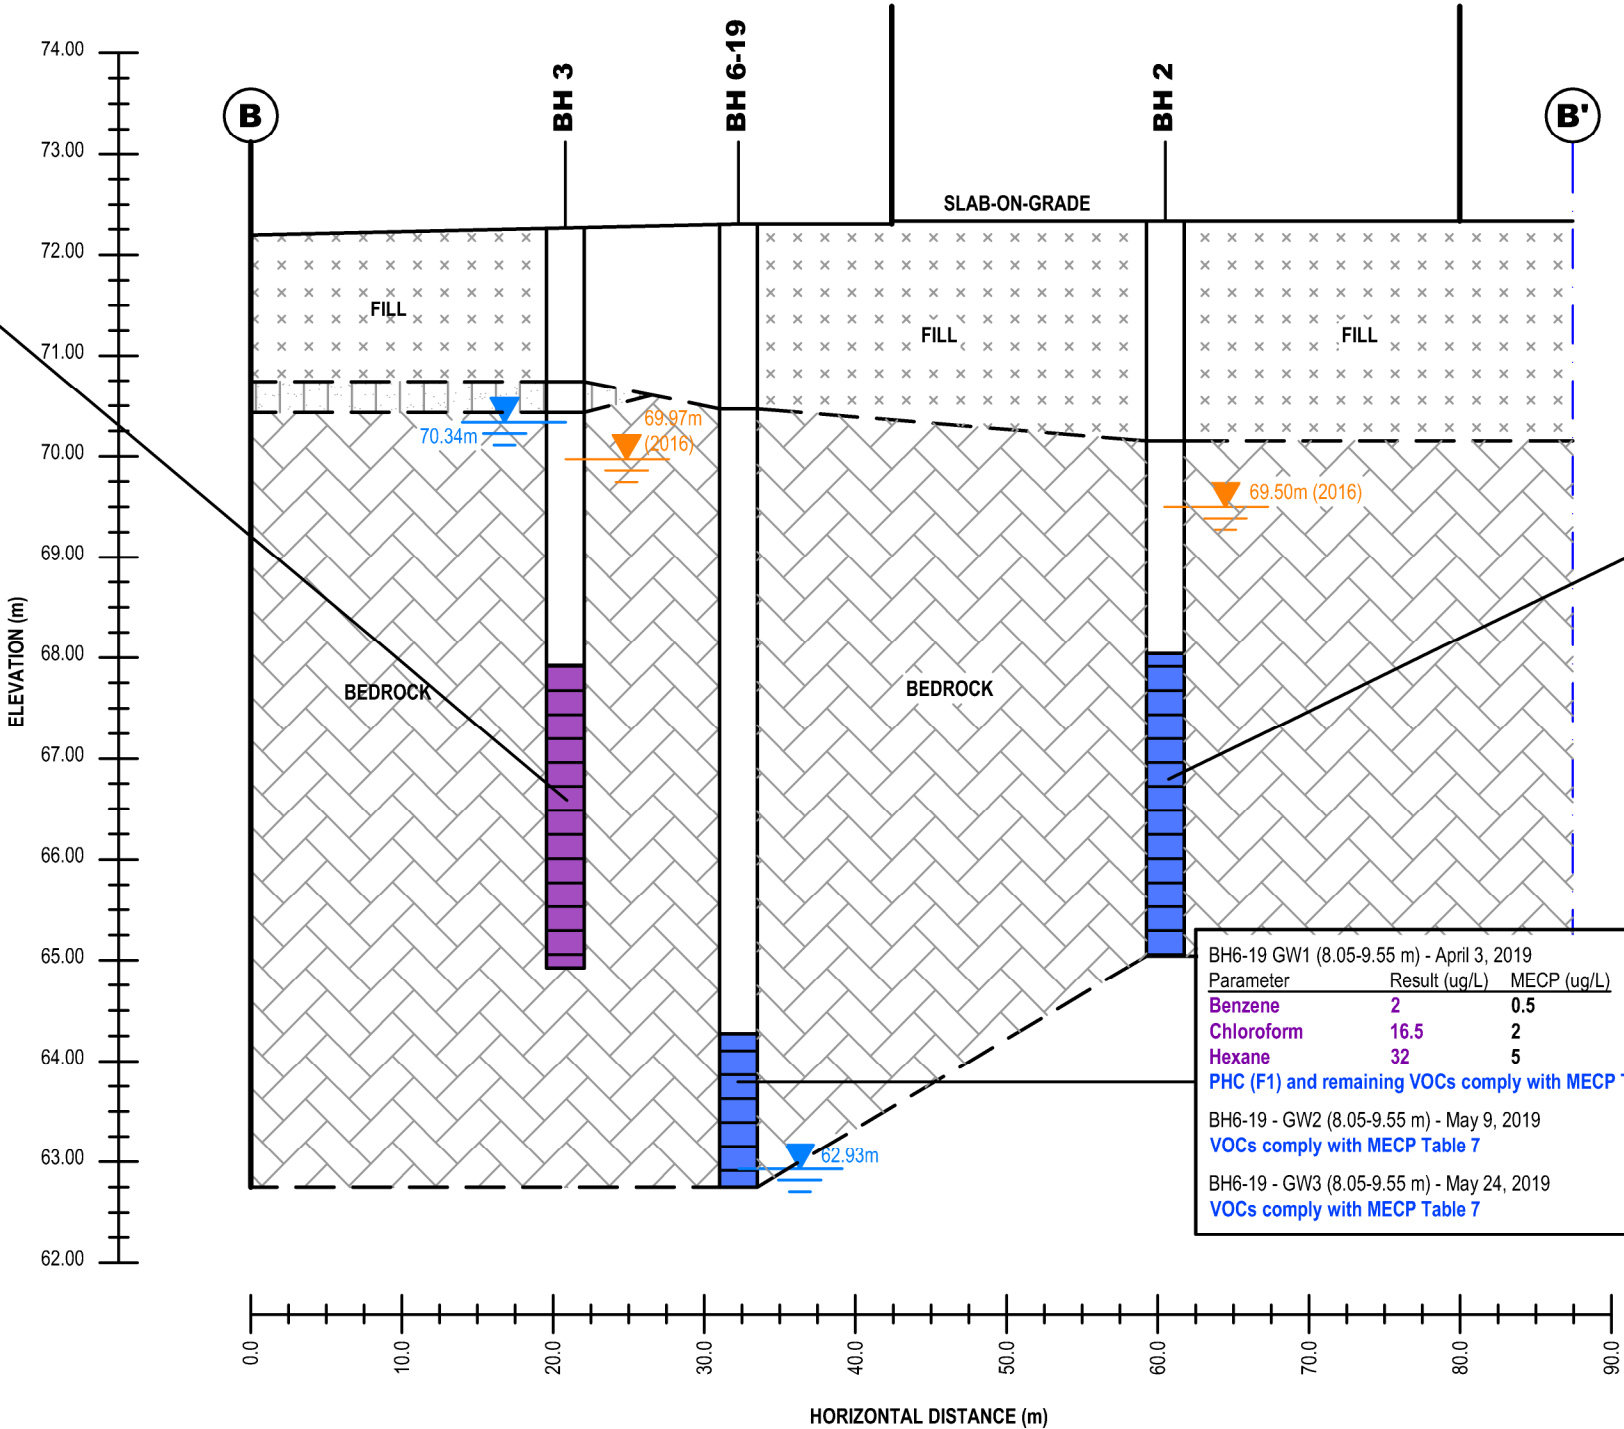 BH 3
BH 6-19
BH 2
B
B'
74.00
73.00
72.00
71.00
70.00
69.00
68.00
67.00
66.00
65.00
64.00
63.00
62.00
ELEVATION (m)
SLAB-ON-GRADE
FILL
FILL
FILL
70.34m
69.97m
(2016)
69.50m (2016)
BEDROCK
BEDROCK
62.93m
BH6-19 GW1 (8.05-9.55 m) - April 3, 2019
Parameter Result (ug/L) MECP (ug/L)
Benzene 2 0.5
Chloroform 16.5 2
Hexane 32 5
PHC (F1) and remaining VOCs comply with MECP
BH6-19 - GW2 (8.05-9.55 m) - May 9, 2019
VOCs comply with MECP Table 7
BH6-19 - GW3 (8.05-9.55 m) - May 24, 2019
VOCs comply with MECP Table 7
0.0 10.0 20.0 30.0 40.0 50.0 60.0 70.0 80.0 90.0
HORIZONTAL DISTANCE (m)